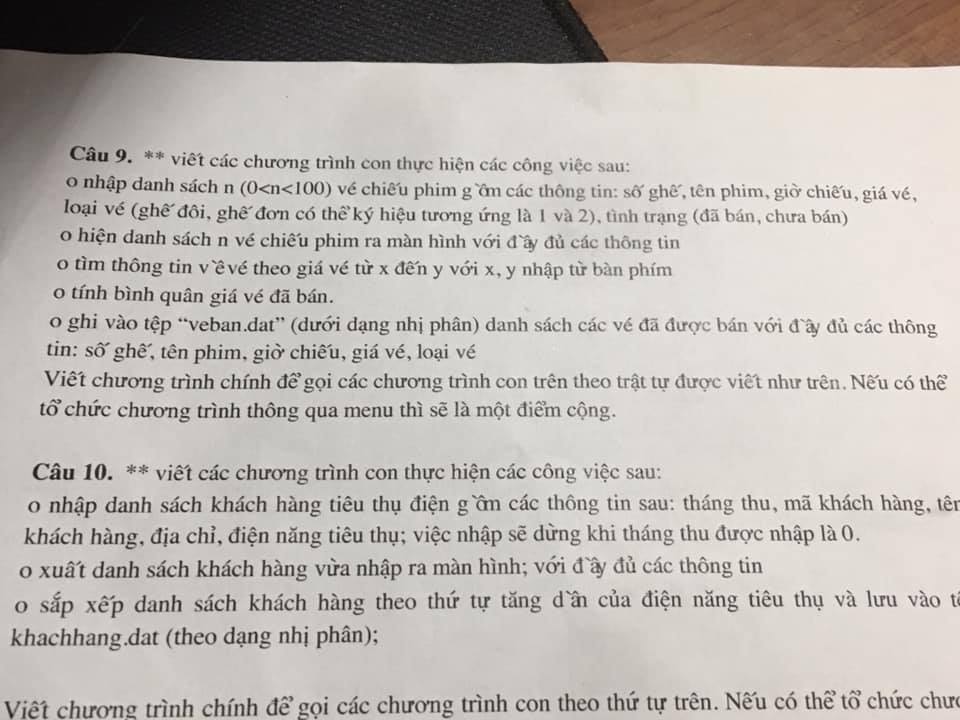 Câu 9. ** viết các chương trình con thực hiện các công việc sau:
o nhập danh sách n (0<n<100) vé chiếu phim gồm các thông tin: số ghế, tên phim, giờ chiếu, giá vé,
loại vé (ghế đôi, ghế đơn có thể ký hiệu tương ứng là 1 và 2), tình trạng (đã bán, chưa bán)
o hiện danh sách n vé chiếu phim ra màn hình với đầy đủ các thông tin
o tìm thông tin về vé theo giá vé từ x đến y với x, y nhập từ bàn phím
o tính bình quân giá vé đã bán.
o ghi vào tệp “veban.dat” (dưới dạng nhị phân) danh sách các vé đã được bán với đầy đủ các thông
tin: số ghế, tên phim, giờ chiếu, giá vé, loại vé
Viết chương trình chính để gọi các chương trình con trên theo trật tự được viết như trên. Nếu có thể
tổ chức chương trình thông qua menu thì sẽ là một điểm cộng.
Câu 10. ** viết các chương trình con thực hiện các công việc sau:
o nhập danh sách khách hàng tiêu thụ điện gồm các thông tin sau: tháng thu, mã khách hàng, tên
khách hàng, địa chỉ, điện năng tiêu thụ; việc nhập sẽ dừng khi tháng thu được nhập là 0.
o xuất danh sách khách hàng vừa nhập ra màn hình; với đầy đủ các thông tin
o sắp xếp danh sách khách hàng theo thứ tự tăng dần của điện năng tiêu thụ và lưu vào
khachhang.dat (theo dạng nhị phân);
Viết chương trình chính để gọi các chương trình con theo thứ tự trên. Nếu có thể tổ chức